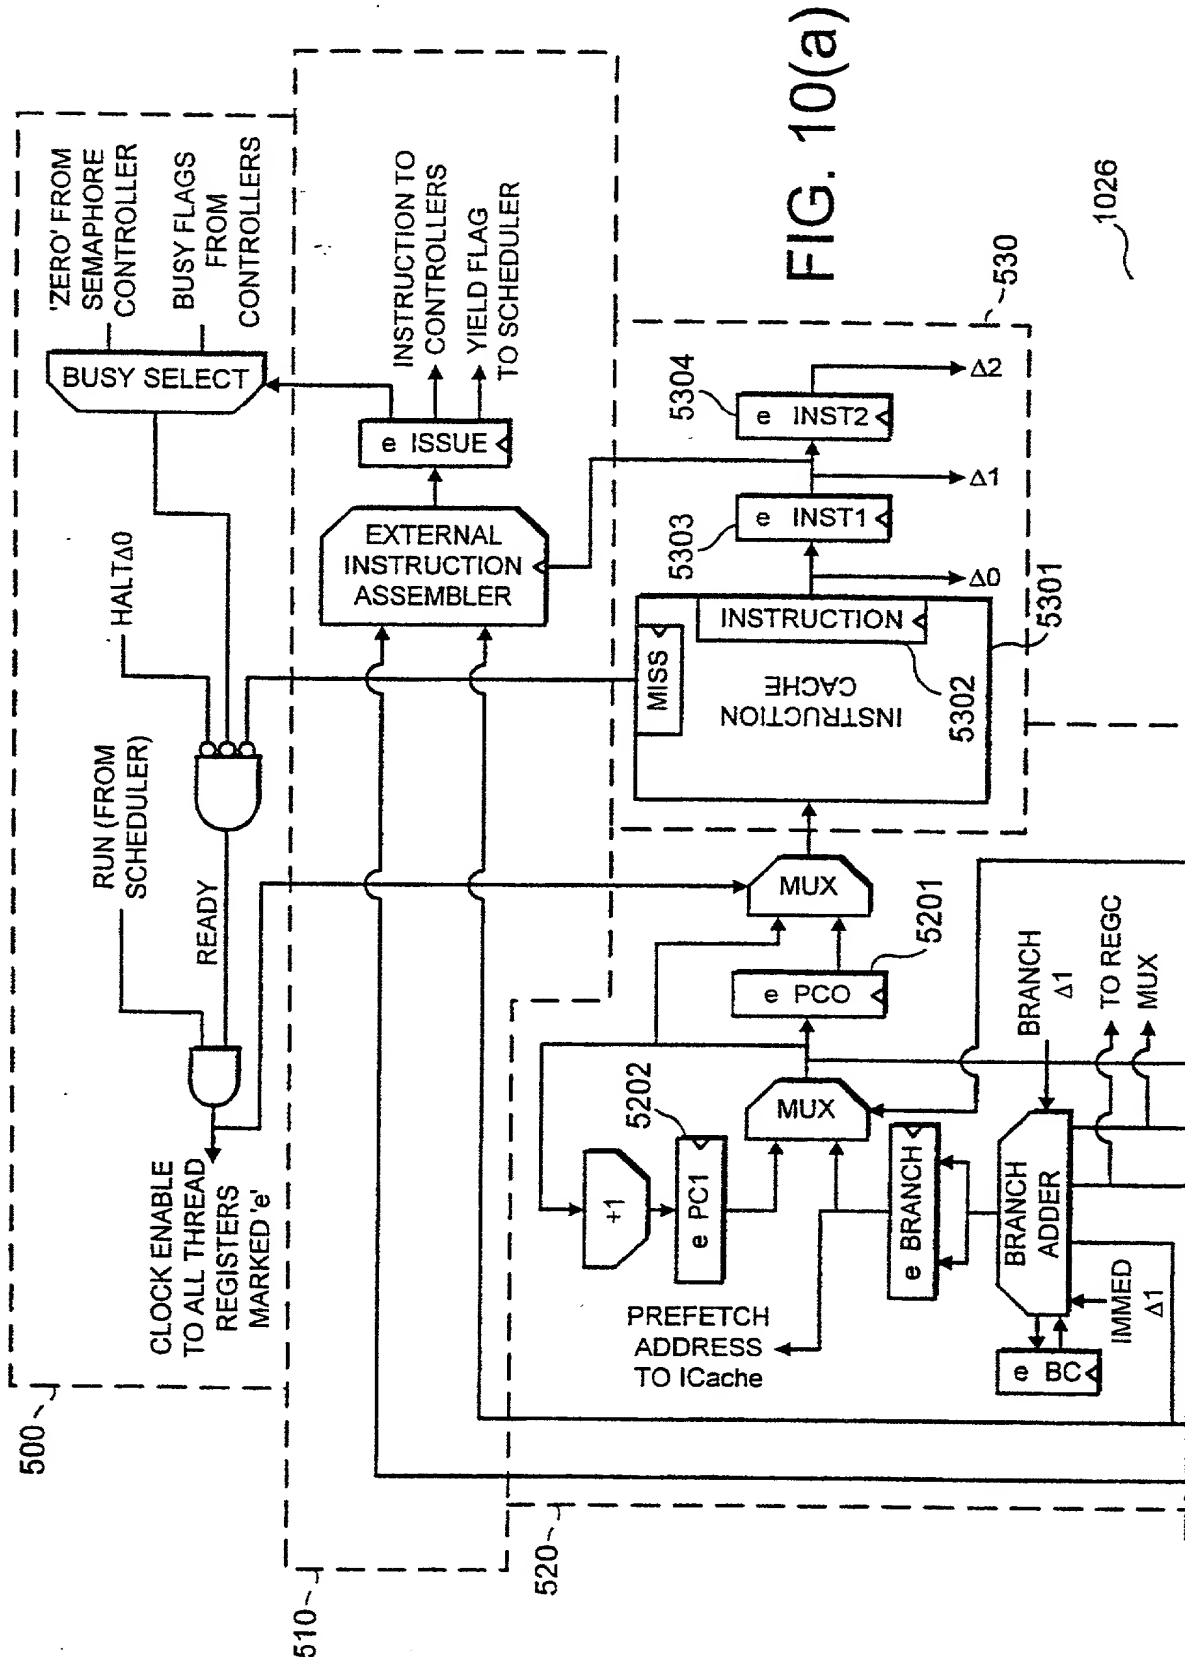 FIG. 10(a)
1026
500
'ZERO' FROM
SEMAPHORE
CONTROLLER
BUSY FLAGS
FROM
CONTROLLERS
BUSY SELECT
HALTΔ0
RUN (FROM
SCHEDULER)
READY
CLOCK ENABLE
TO ALL THREAD
REGISTERS
MARKED 'e'
510
INSTRUCTION TO
CONTROLLERS
YIELD FLAG
TO SCHEDULER
e ISSUE
EXTERNAL
INSTRUCTION
ASSEMBLER
530
5304
e INST2
Δ2
5303
e INST1
Δ1
Δ0
5301
INSTRUCTION
5302
MISS
INSTRUCTION
CACHE
520
MUX
5201
e PCO
MUX
5202
+1
e PC1
PREFETCH
ADDRESS
TO ICache
e BRANCH
BRANCH
Δ1
TO REGC
MUX
BRANCH
ADDER
IMMED
Δ1
e BC